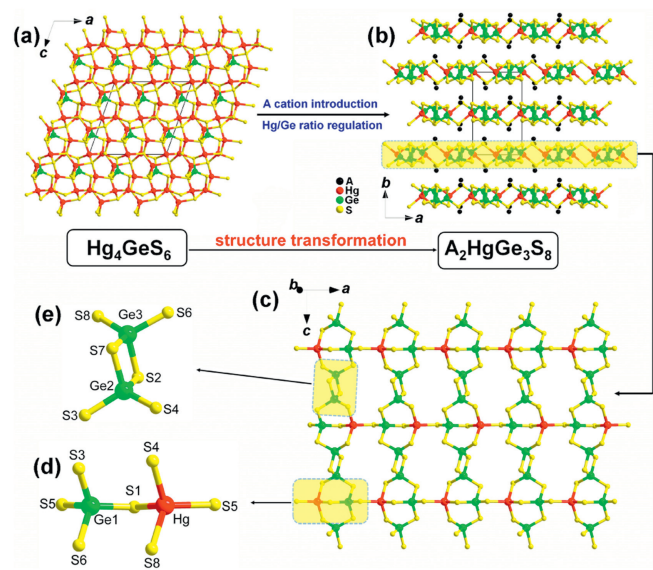 (a)
a
c
(b)
A cation introduction
Hg/Ge ratio regulation
A
Hg
Ge
S
b
a
Hg₄GeS₆
structure transformation
A₂HgGe₃S₈
(e)
S8
Ge3
S6
S7
S2
Ge2
S3
S4
(c)
b
a
c
(d)
S3
S4
S1
S5
Ge1
Hg
S5
S6
S8